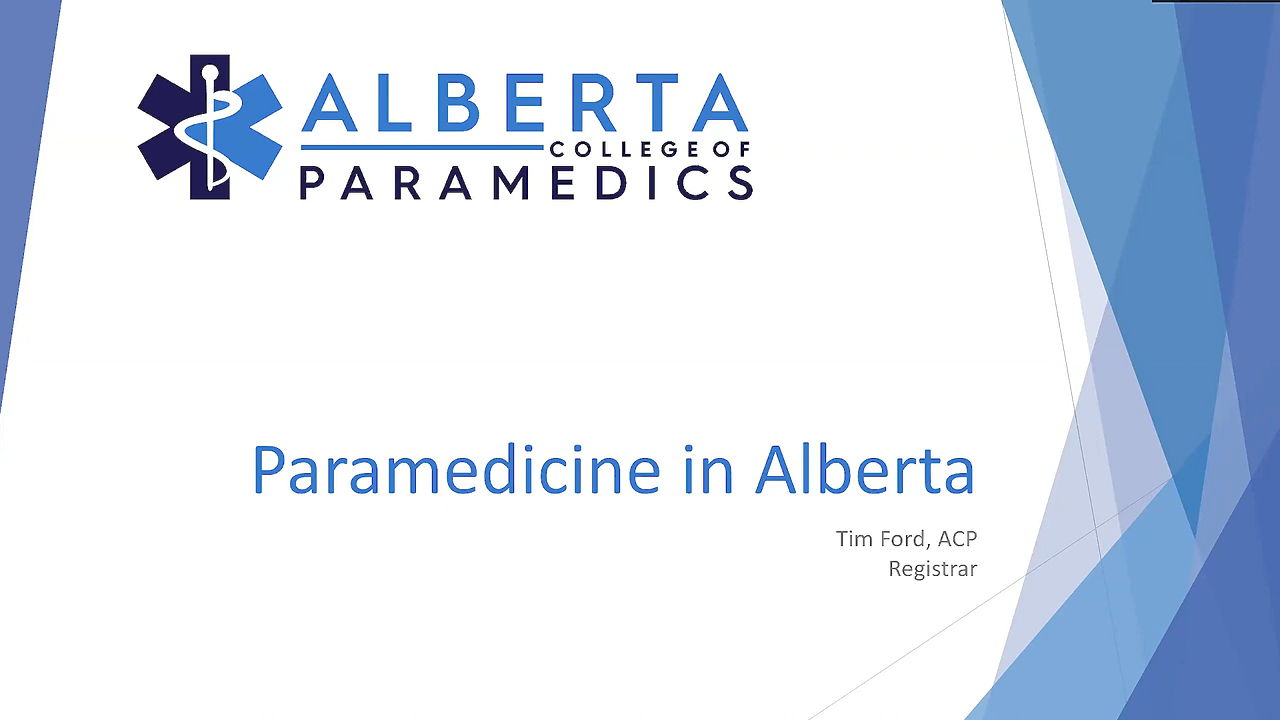 ALBERTA
COLLEGE OF
PARAMEDICS
Paramedicine in Alberta
Tim Ford, ACP
Registrar